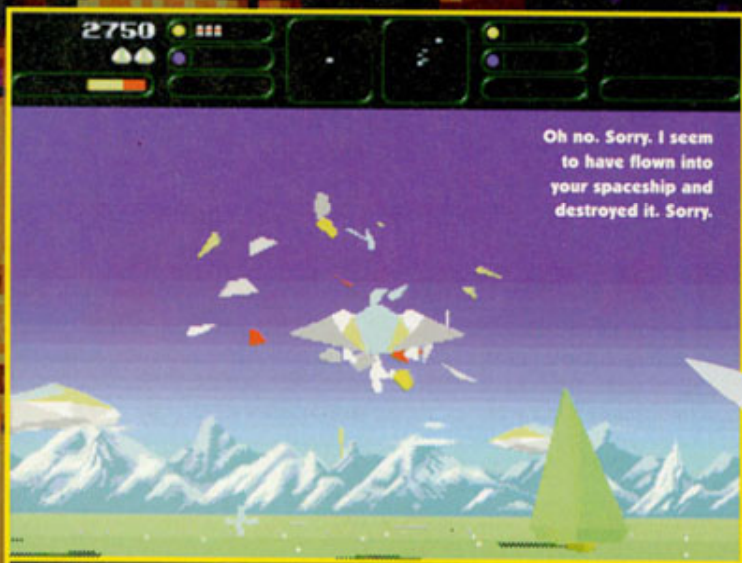 2750
Oh no. Sorry. I seem
to have flown into
your spaceship and
destroyed it. Sorry.